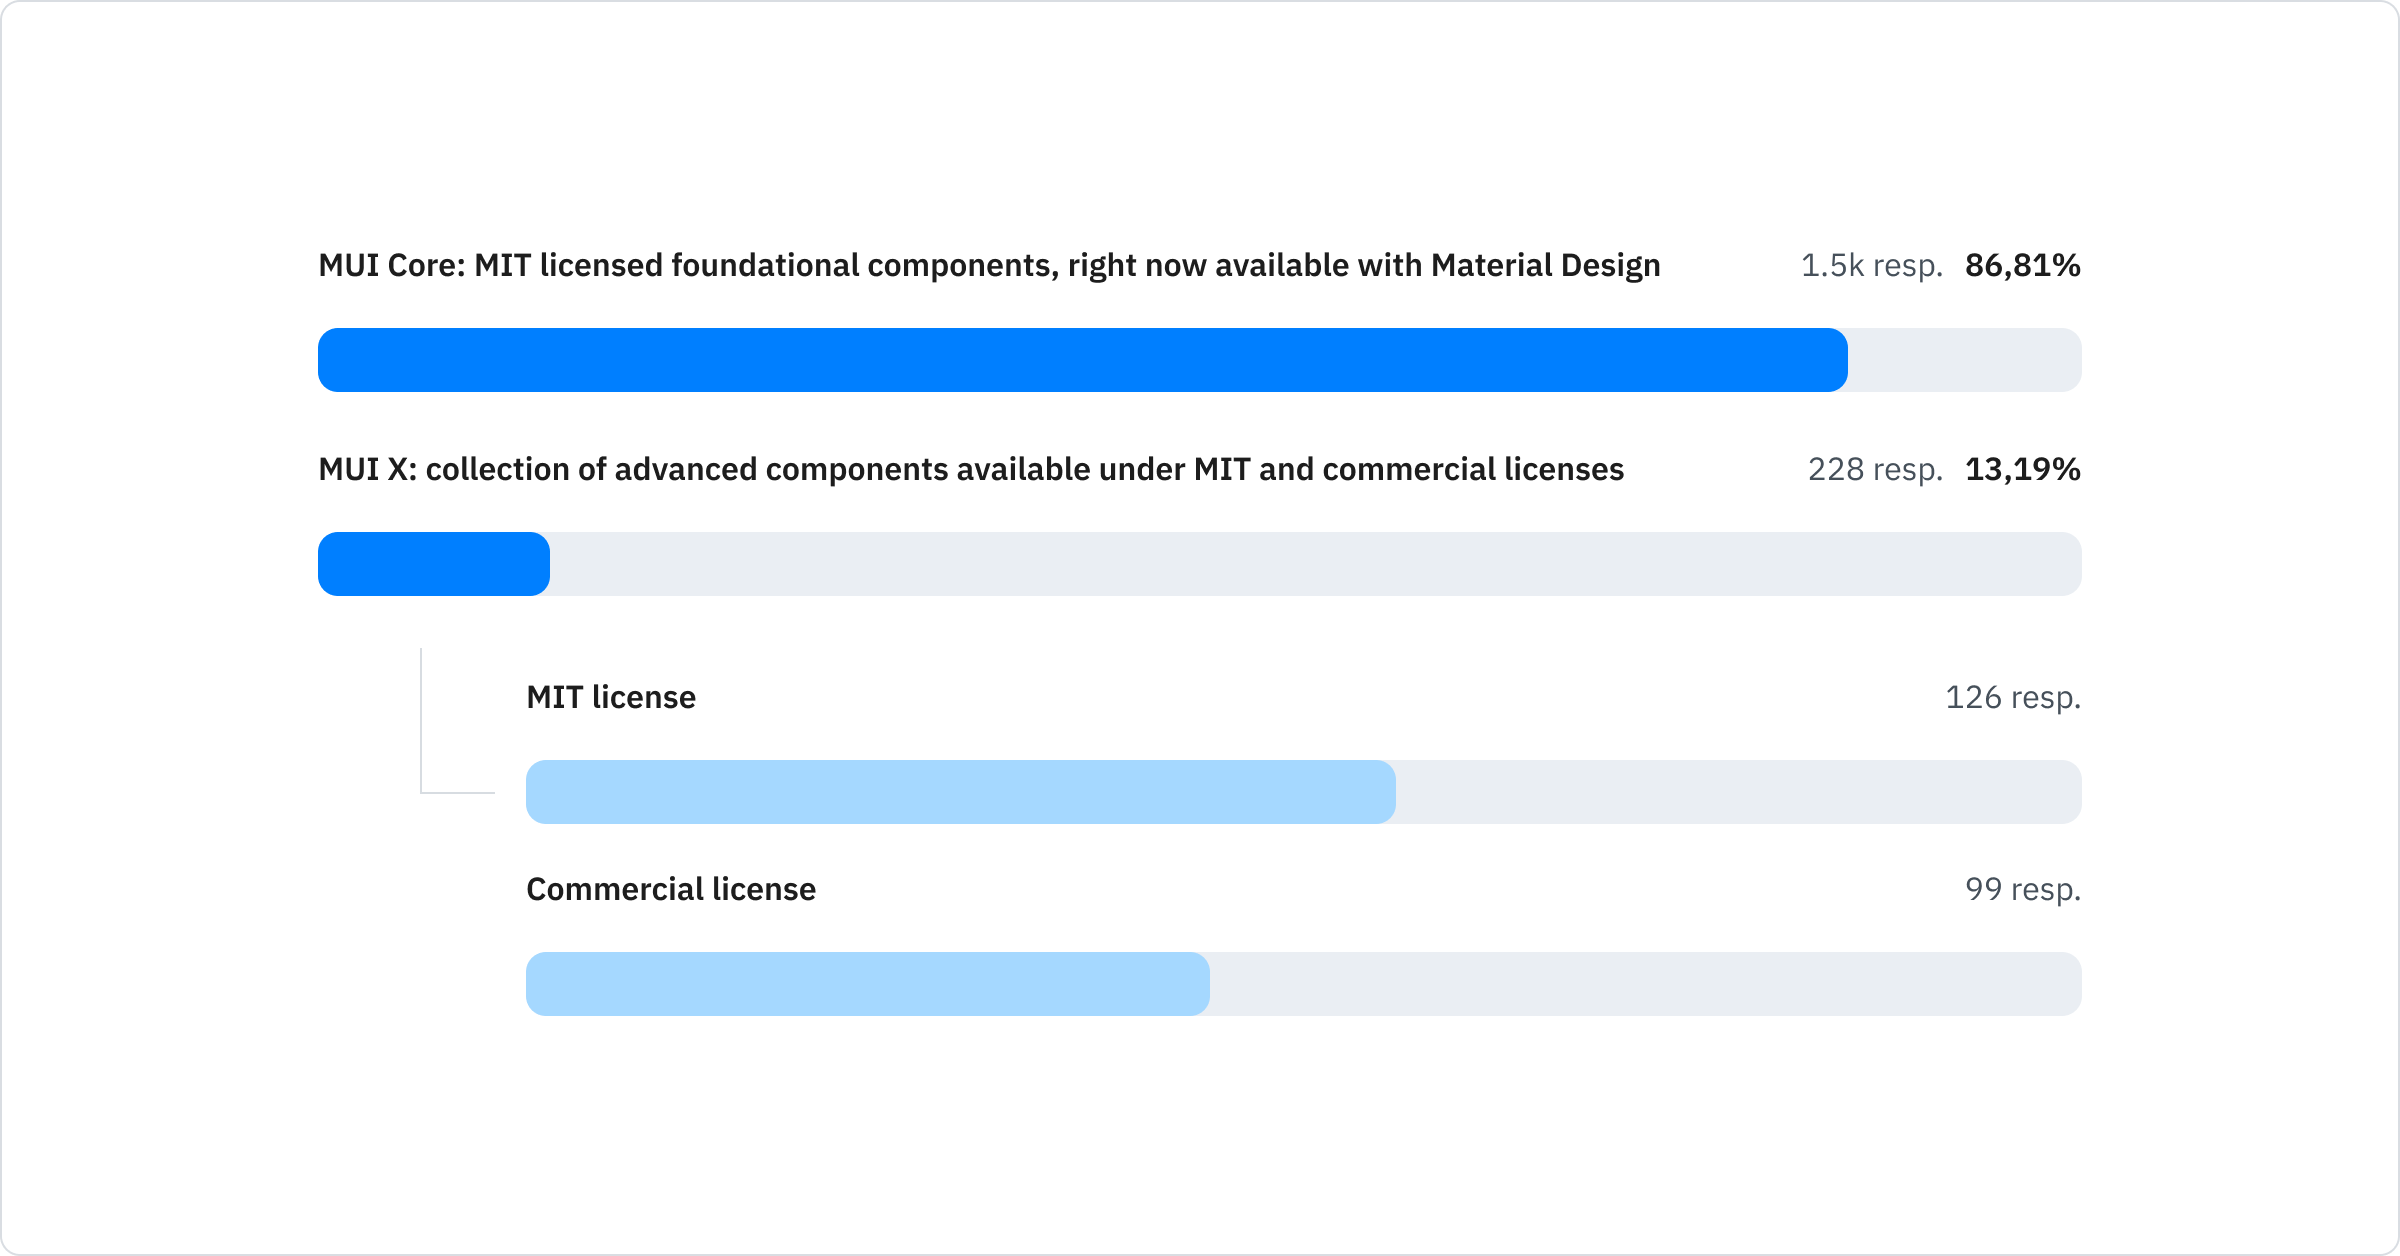 MUI Core: MIT licensed foundational components, right now available with Material Design 1.5k resp. 86,81%
MUI X: collection of advanced components available under MIT and commercial licenses 228 resp. 13,19%
MIT license 126 resp.
Commercial license 99 resp.